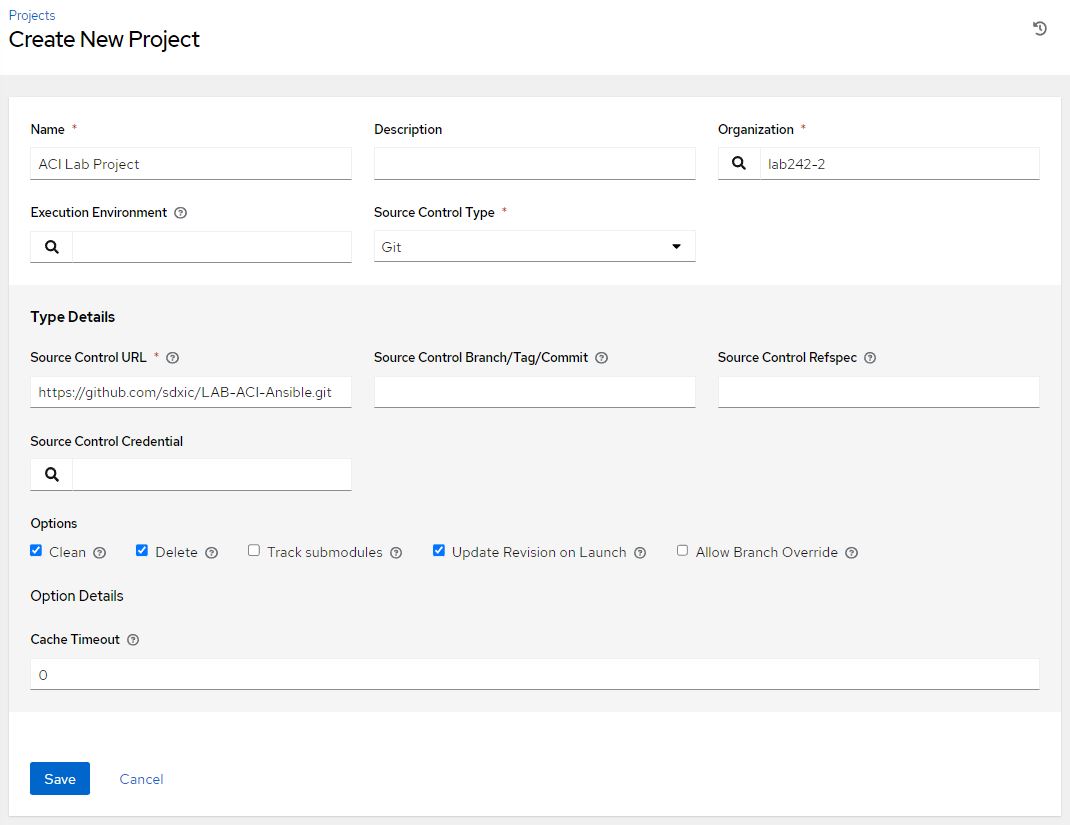 Projects
Create New Project
Name *
Description
Organization *
ACI Lab Project
lab242-2
Execution Environment
Source Control Type *
Git
Type Details
Source Control URL *
Source Control Branch/Tag/Commit
Source Control Refspec
https://github.com/sdxic/LAB-ACI-Ansible.git
Source Control Credential
Options
Clean
Delete
Track submodules
Update Revision on Launch
Allow Branch Override
Option Details
Cache Timeout
0
Save
Cancel